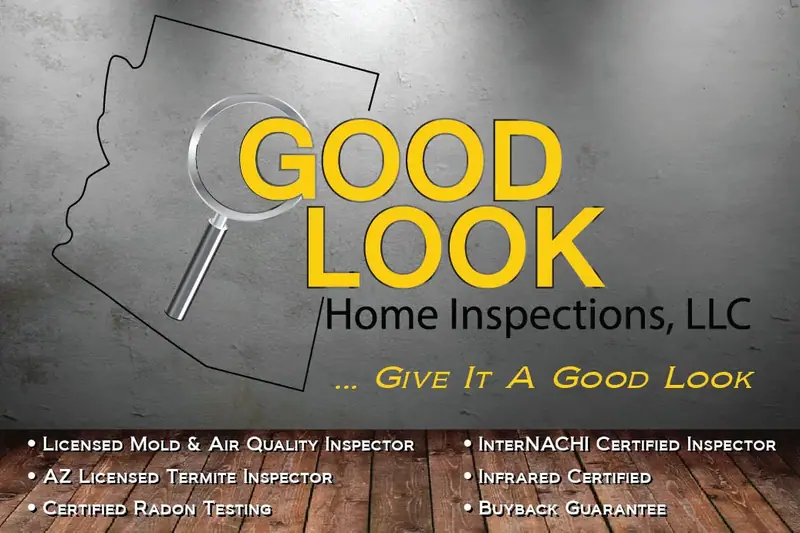 GOOD
LOOK
Home Inspections, LLC
... Give It A Good Look
• Licensed Mold & Air Quality Inspector
• AZ Licensed Termite Inspector
• Certified Radon Testing
• InterNACHI Certified Inspector
• Infrared Certified
• Buyback Guarantee